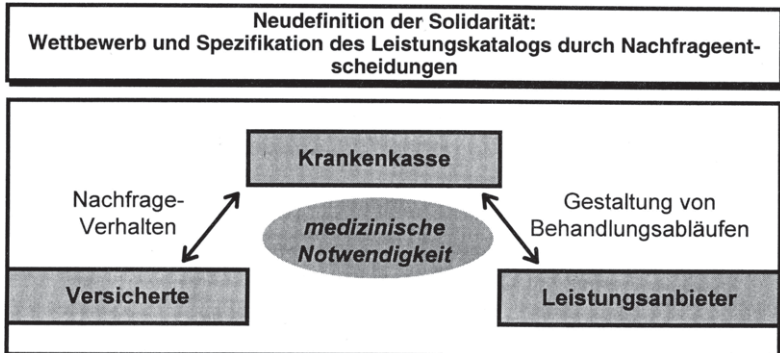 Neudefinition der Solidarität:
Wettbewerb und Spezifikation des Leistungskatalogs durch Nachfrageent-
scheidungen
Krankenkasse
Nachfrage-
Verhalten
medizinische
Notwendigkeit
Gestaltung von
Behandlungsabläufen
Versicherte
Leistungsanbieter